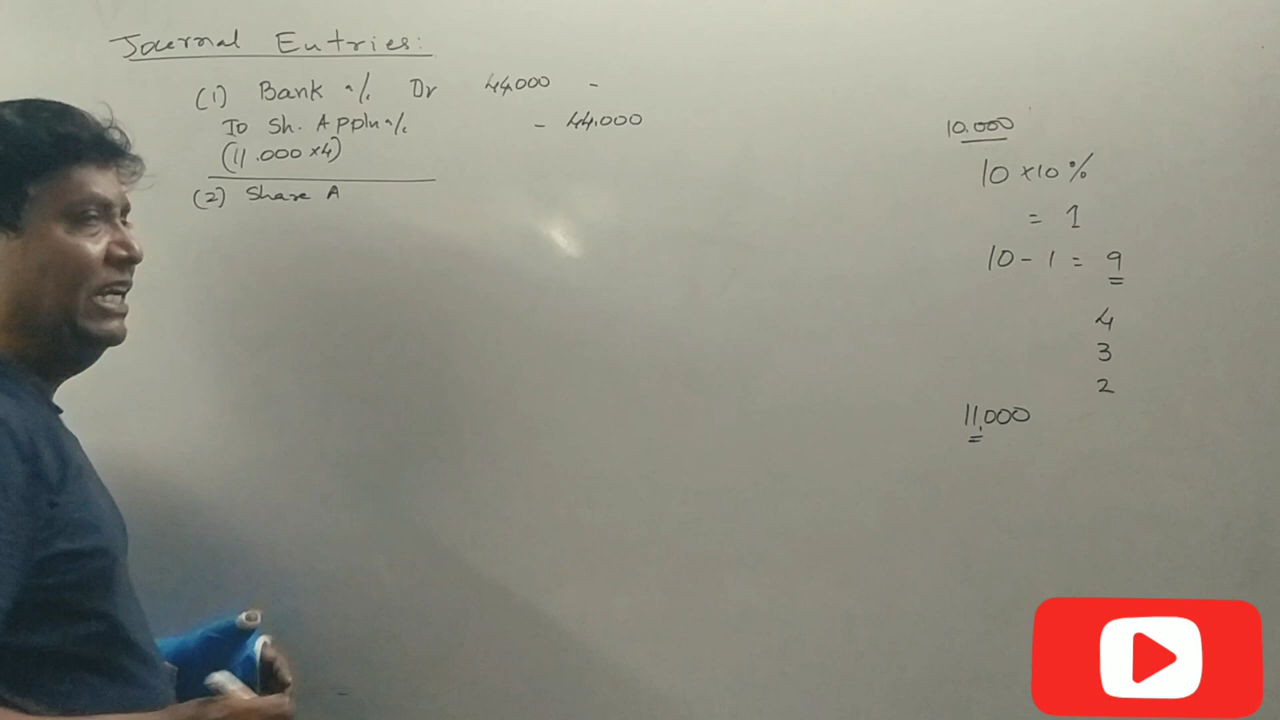 Journal Entries:
(1) Bank a/c Dr 44,000 -
To Sh. Appln a/c - 44.000
(11.000 x 4)
(2) Share A
10.000
10 x 10%
= 1
10 - 1 = 9
4
3
2
11,000